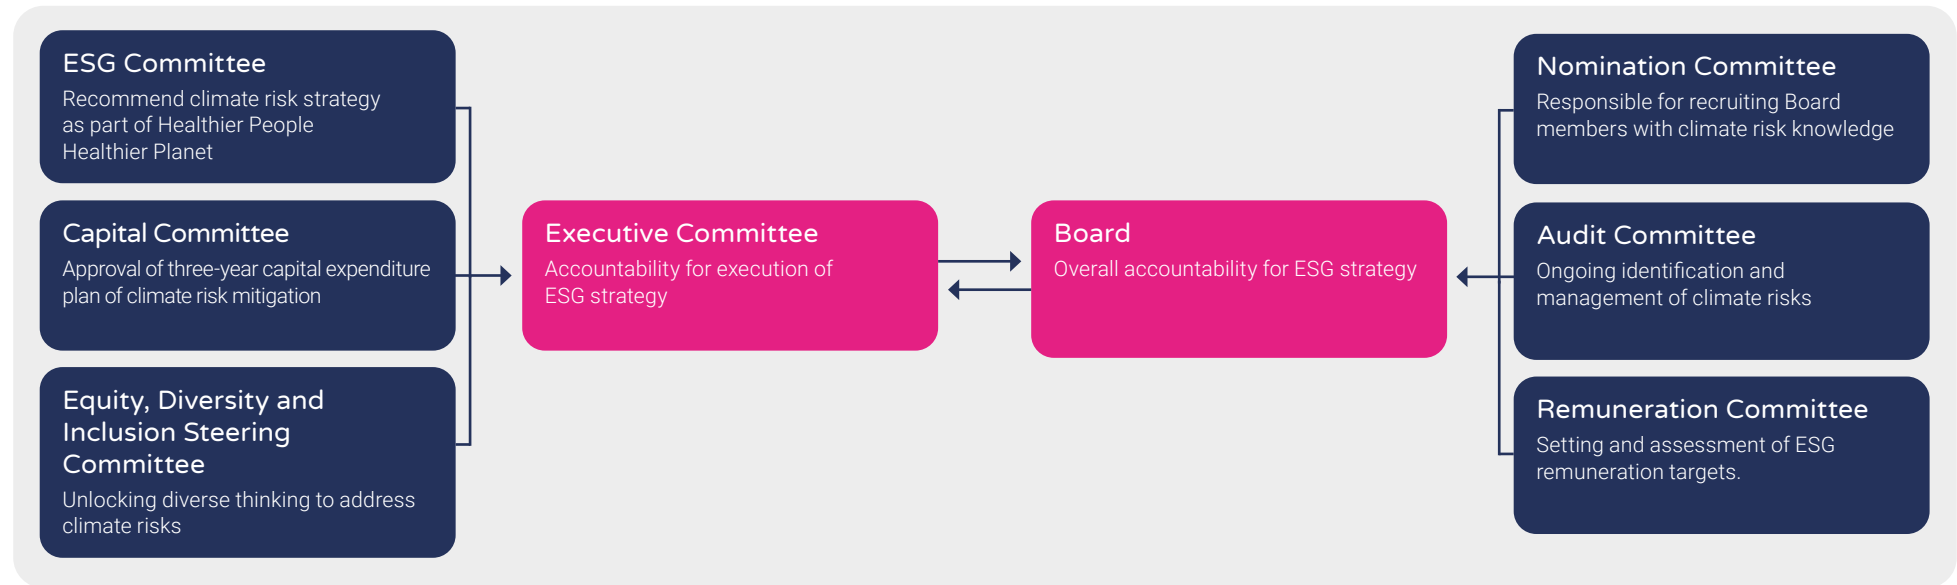 ESG Committee
Recommend climate risk strategy
as part of Healthier People
Healthier Planet
Capital Committee
Approval of three-year capital expenditure
plan of climate risk mitigation
Equity, Diversity and
Inclusion Steering
Committee
Unlocking diverse thinking to address
climate risks
Executive Committee
Accountability for execution of
ESG strategy
Board
Overall accountability for ESG strategy
Nomination Committee
Responsible for recruiting Board
members with climate risk knowledge
Audit Committee
Ongoing identification and
management of climate risks
Remuneration Committee
Setting and assessment of ESG
remuneration targets.